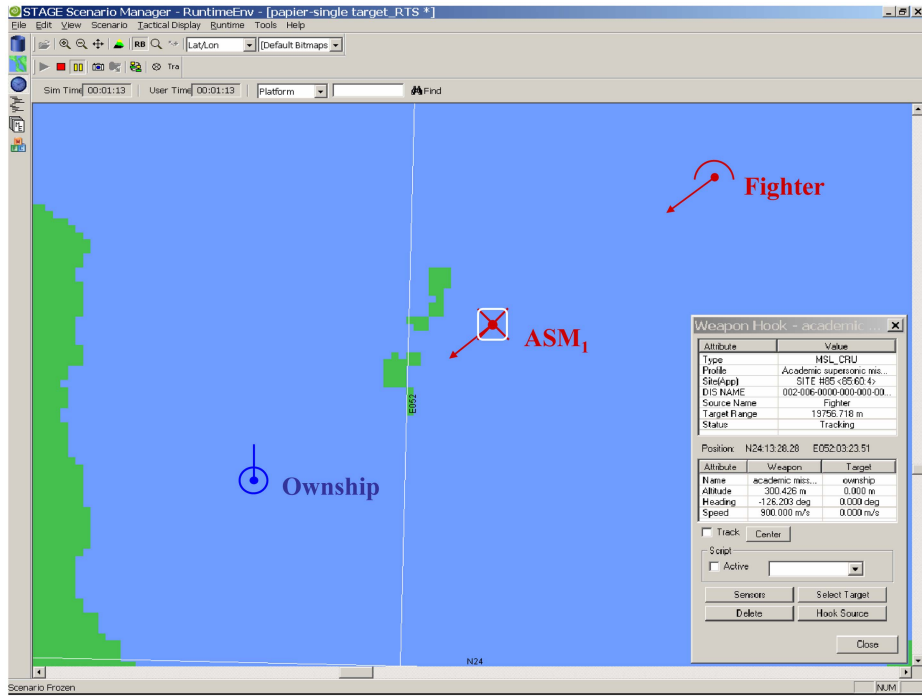 STAGE Scenario Manager - RuntimeEnv - [papier-single target_RTS *]
File Edit View Scenario Tactical Display Runtime Tools Help
RB Lat/Lon [Default Bitmaps
Tra
Sim Time 00:01:13 User Time 00:01:13 Platform Find
Fighter
ASM1
E052
Ownship
N24
Weapon Hook - academic ...
Attribute Value
Type MSL_CRU
Profile Academic supersonic mis...
Site(App) SITE #85 <85:60:4>
DIS NAME 002-006-0000-000-000-00...
Source Name Fighter
Target Range 19756.718 m
Status Tracking
Position: N24:13:28.28 E052:03:23.51
Attribute Weapon Target
Name academic miss... ownship
Altitude 300.426 m 0.000 m
Heading -126.203 deg 0.000 deg
Speed 900.000 m/s 0.000 m/s
Track Center
Script
Active
Sensors Select Target
Delete Hook Source
Close
Scenario Frozen NUM